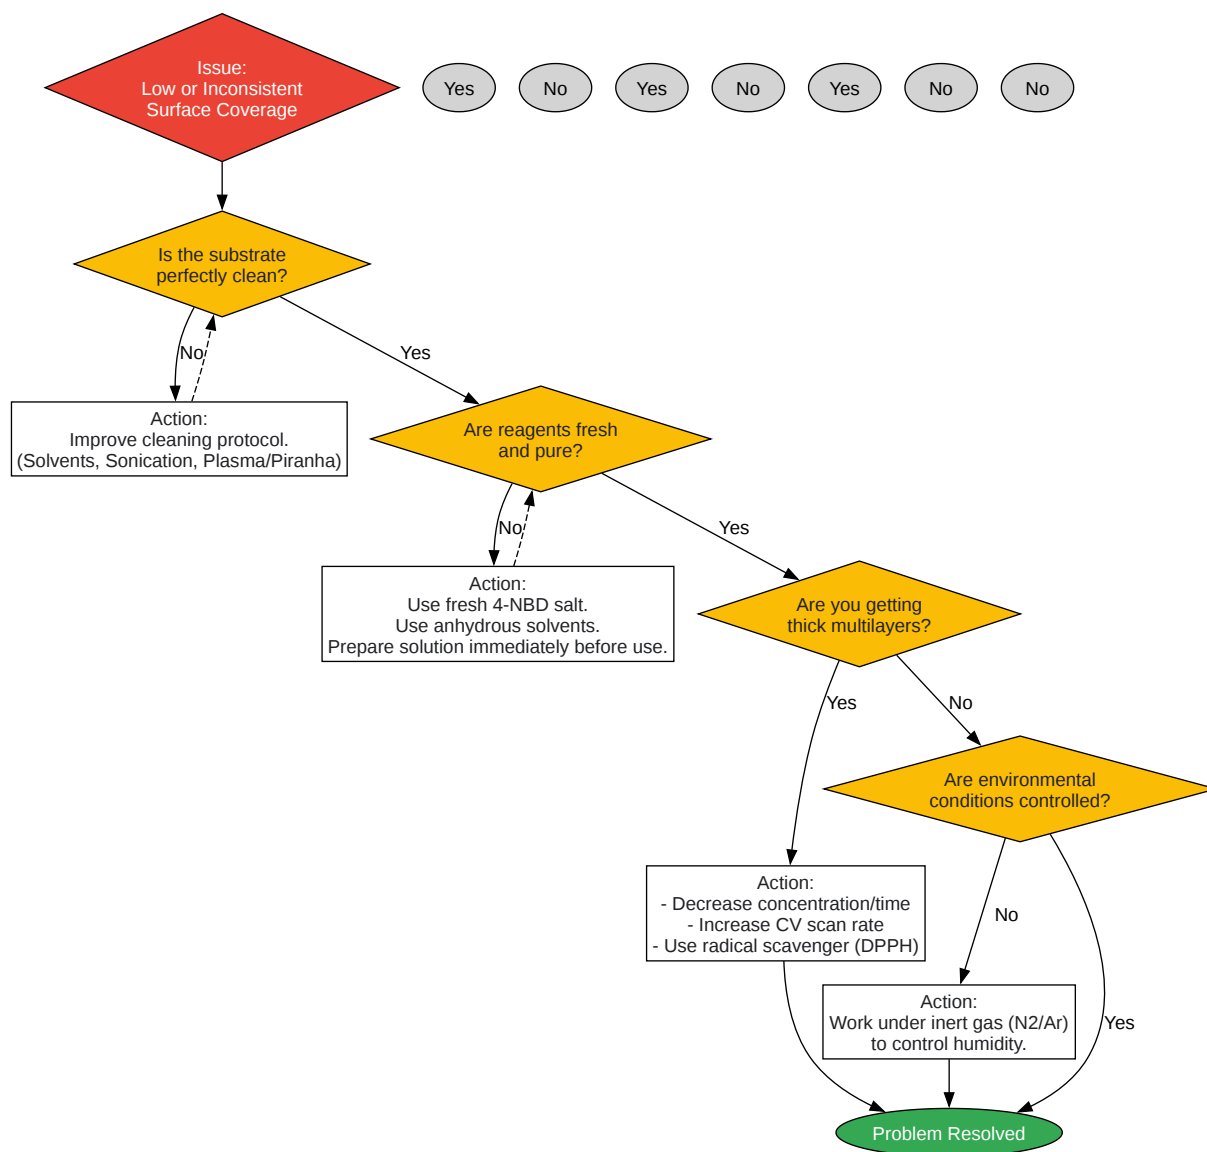 Issue:
Low or Inconsistent
Surface Coverage
Yes
No
Yes
No
Yes
No
No
Is the substrate
perfectly clean?
No
Yes
Action:
Improve cleaning protocol.
(Solvents, Sonication, Plasma/Piranha)
Are reagents fresh
and pure?
No
Yes
Action:
Use fresh 4-NBD salt.
Use anhydrous solvents.
Prepare solution immediately before use.
Are you getting
thick multilayers?
Yes
No
Are environmental
conditions controlled?
Action:
- Decrease concentration/time
- Increase CV scan rate
- Use radical scavenger (DPPH)
No
Yes
Action:
Work under inert gas (N2/Ar)
to control humidity.
Problem Resolved